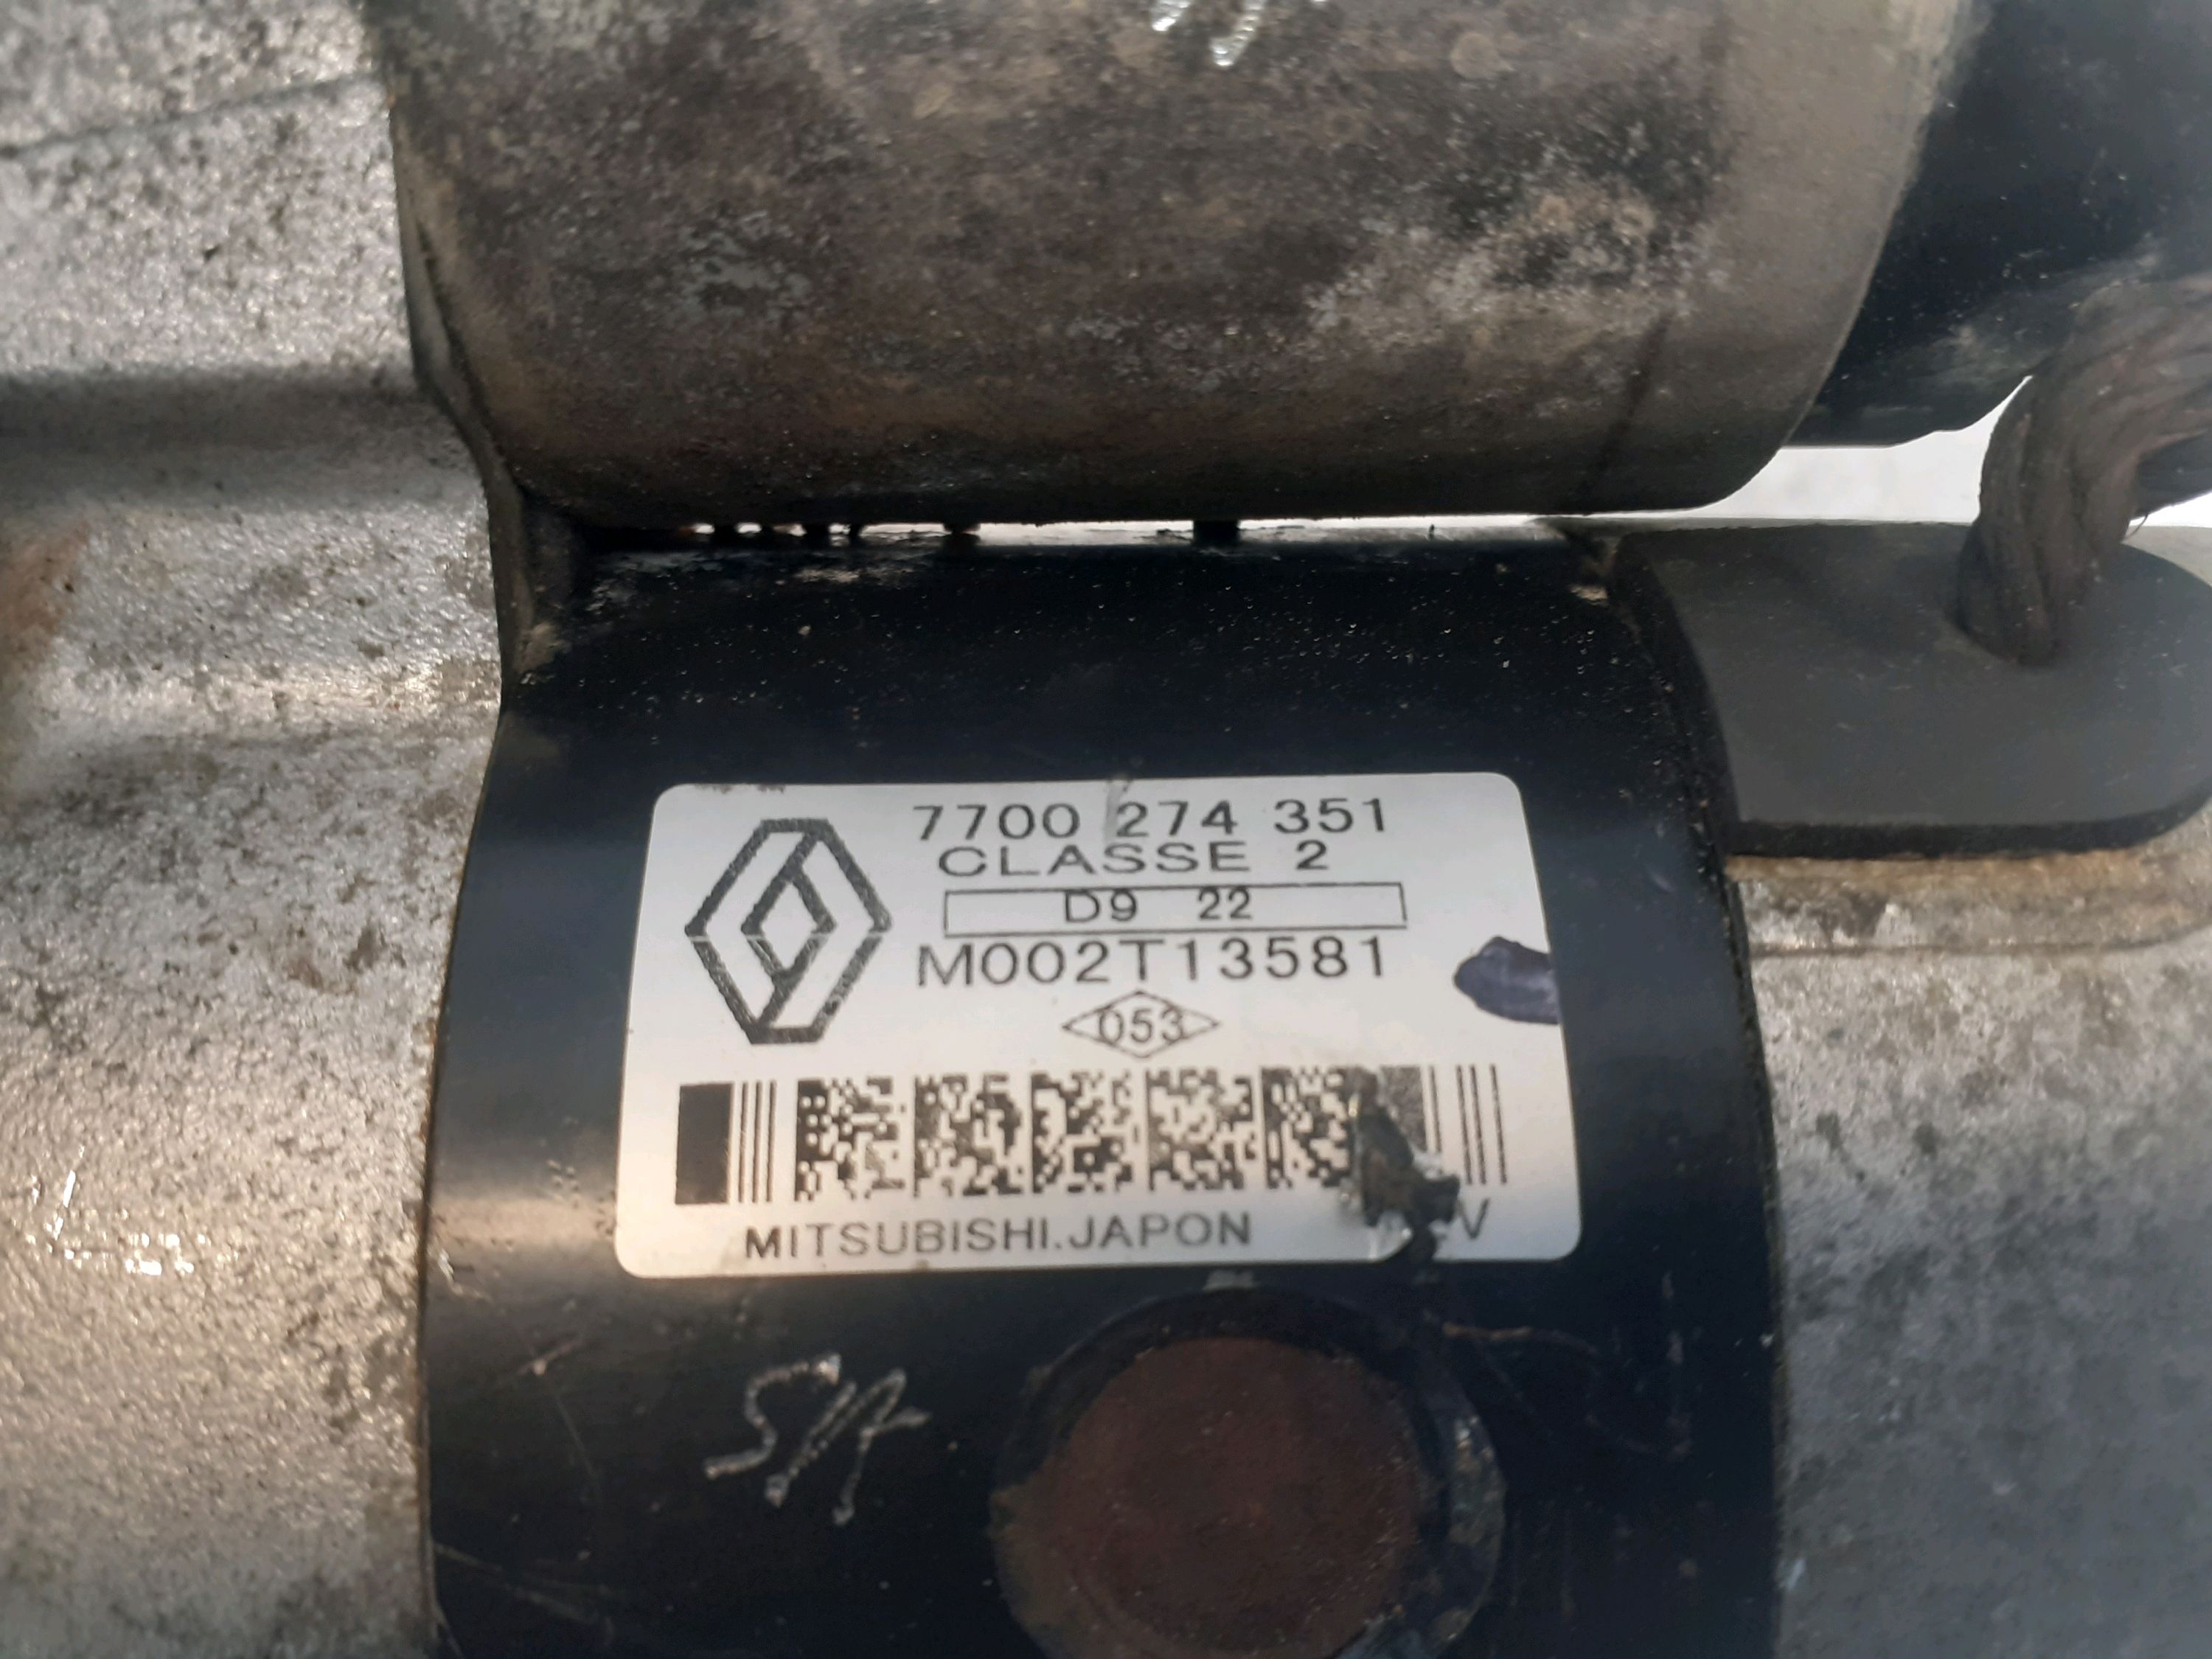 7700 274 351
CLASSE 2
D9 22
M002T13581
053
MITSUBISHI.JAPON
V